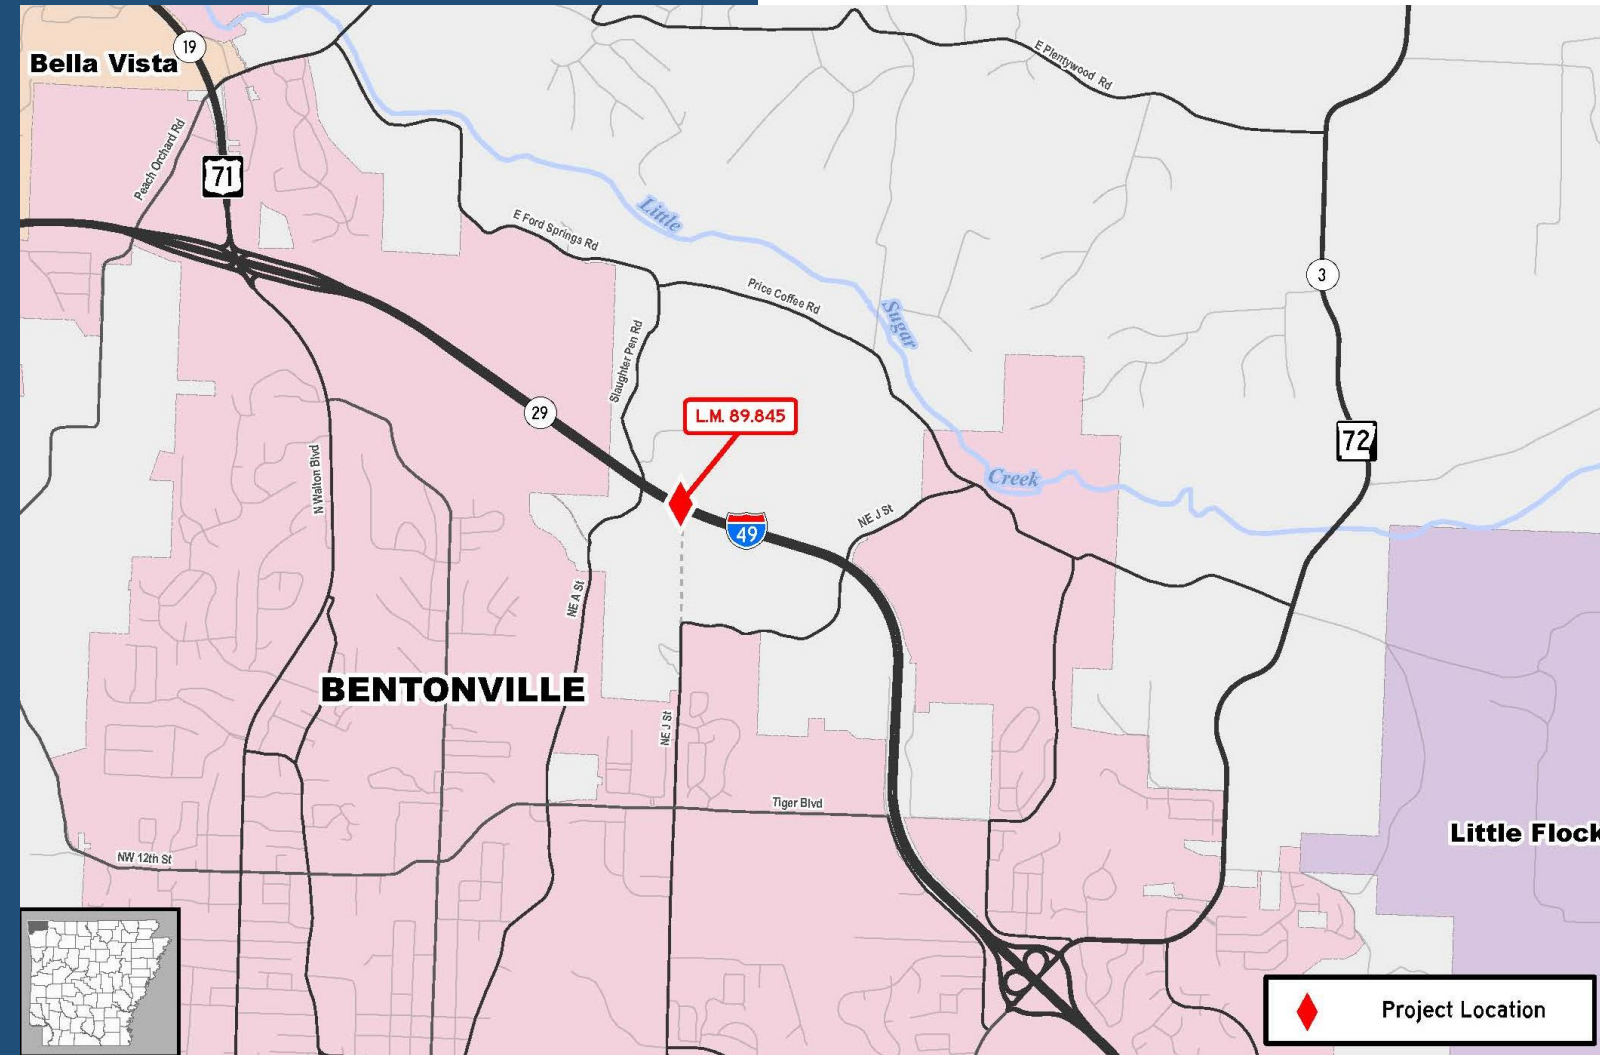 19
Bella Vista
E Plentywood Rd
Peach Orchard Rd
71
Little
E Ford Springs Rd
3
Price Coffee Rd
Sugar
Slaughter Pen Rd
29
L.M. 89.845
72
N Walton Blvd
Creek
NE J St
49
NE A St
BENTONVILLE
NE J St
Tiger Blvd
Little Flock
NW 12th St
Project Location